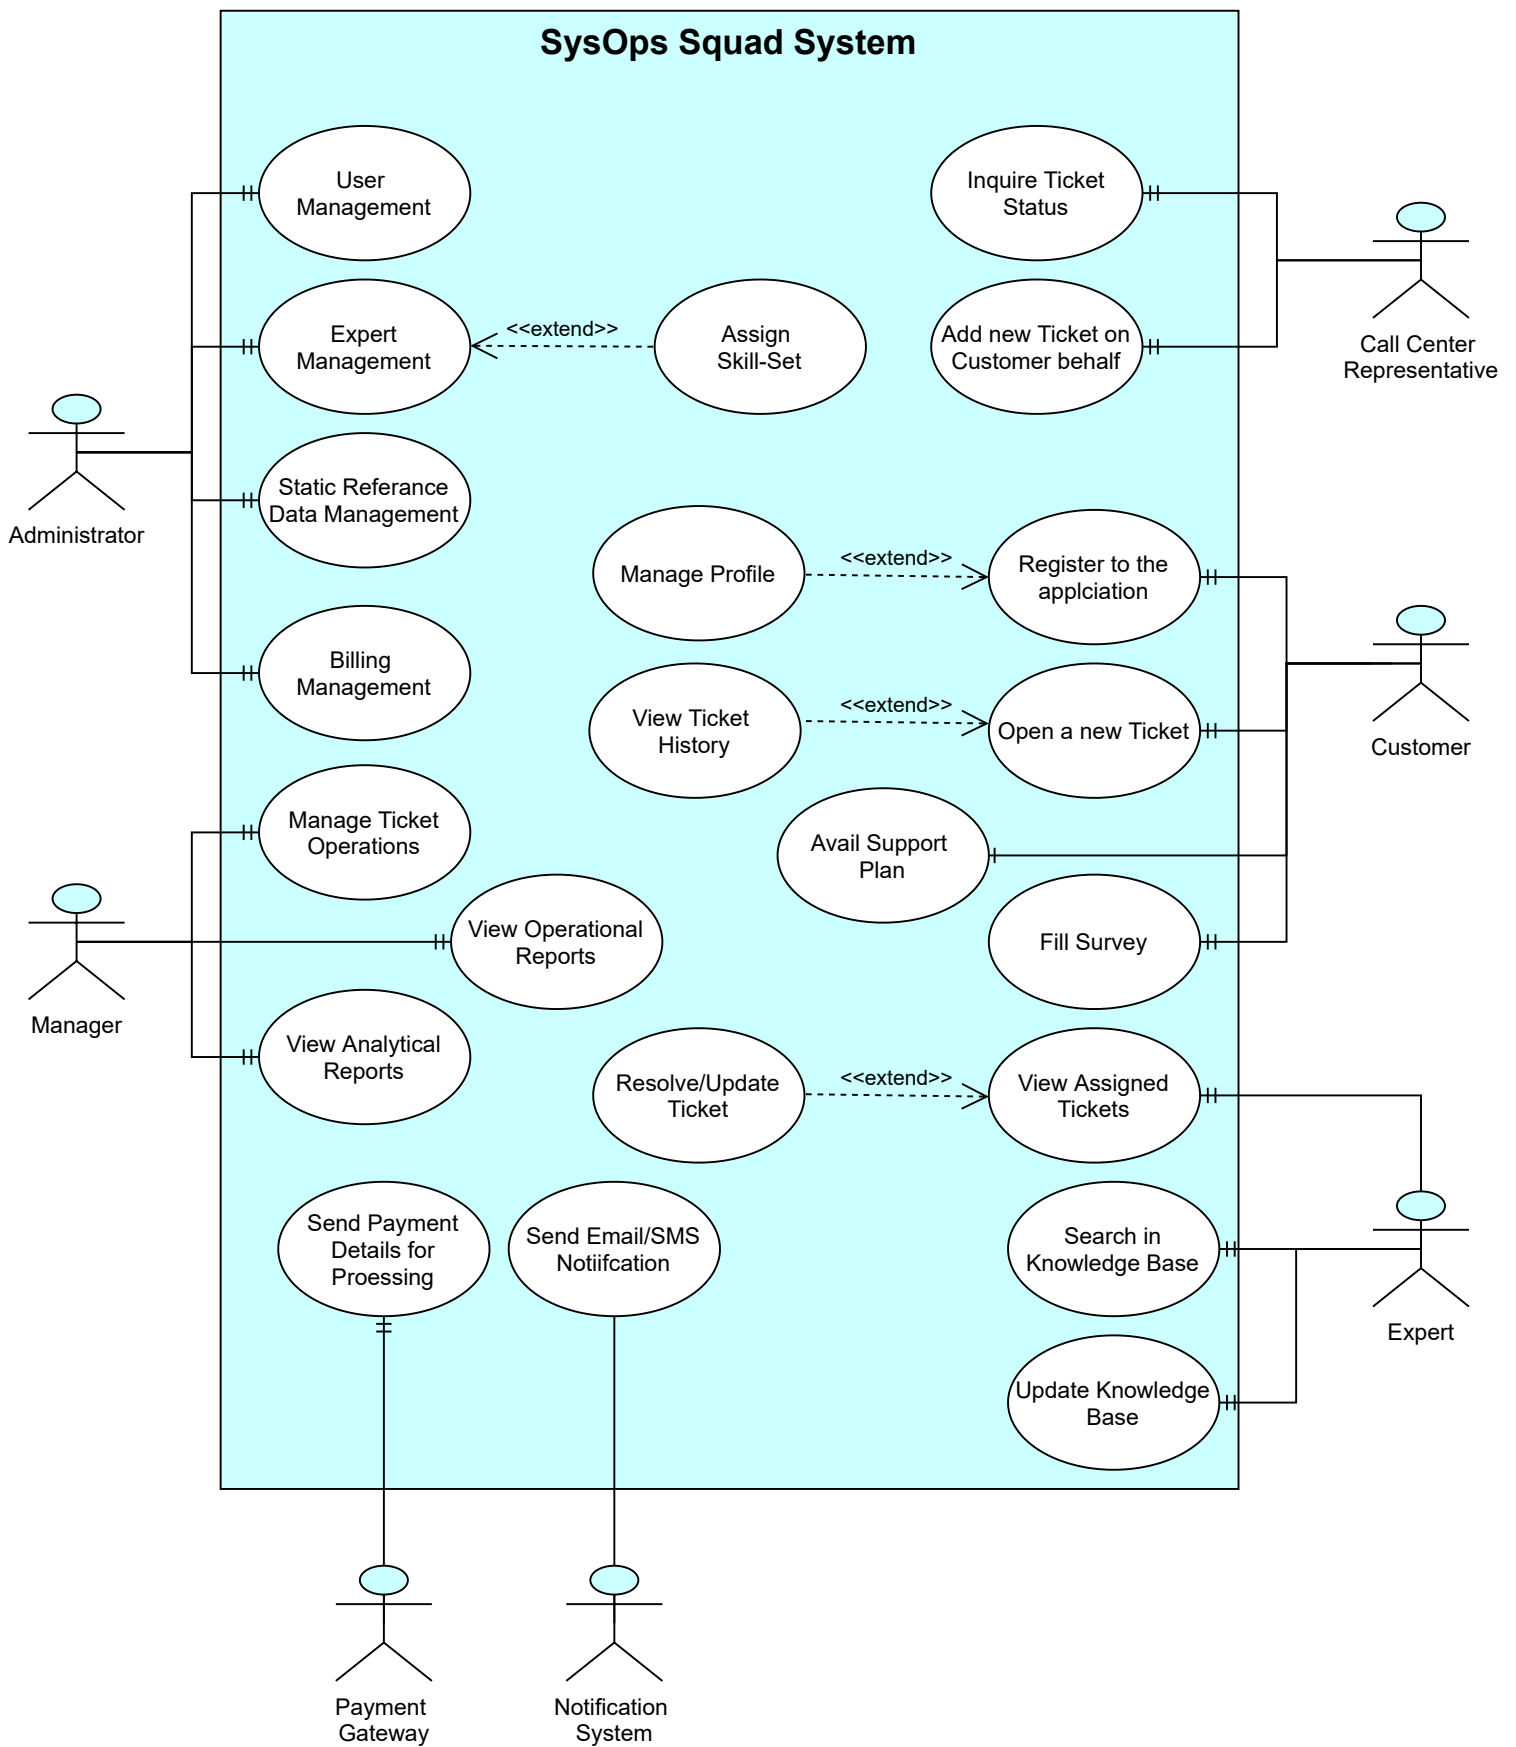 SysOps Squad System
User
Management
Inquire Ticket
Status
Expert
Management
<<extend>>
Assign
Skill-Set
Add new Ticket on
Customer behalf
Call Center
Representative
Static Referance
Data Management
Administrator
Manage Profile
<<extend>>
Register to the
applciation
Billing
Management
View Ticket
History
<<extend>>
Open a new Ticket
Customer
Manage Ticket
Operations
Avail Support
Plan
View Operational
Reports
Fill Survey
Manager
View Analytical
Reports
Resolve/Update
Ticket
<<extend>>
View Assigned
Tickets
Send Payment
Details for
Proessing
Send Email/SMS
Notiifcation
Search in
Knowledge Base
Expert
Update Knowledge
Base
Payment
Gateway
Notification
System